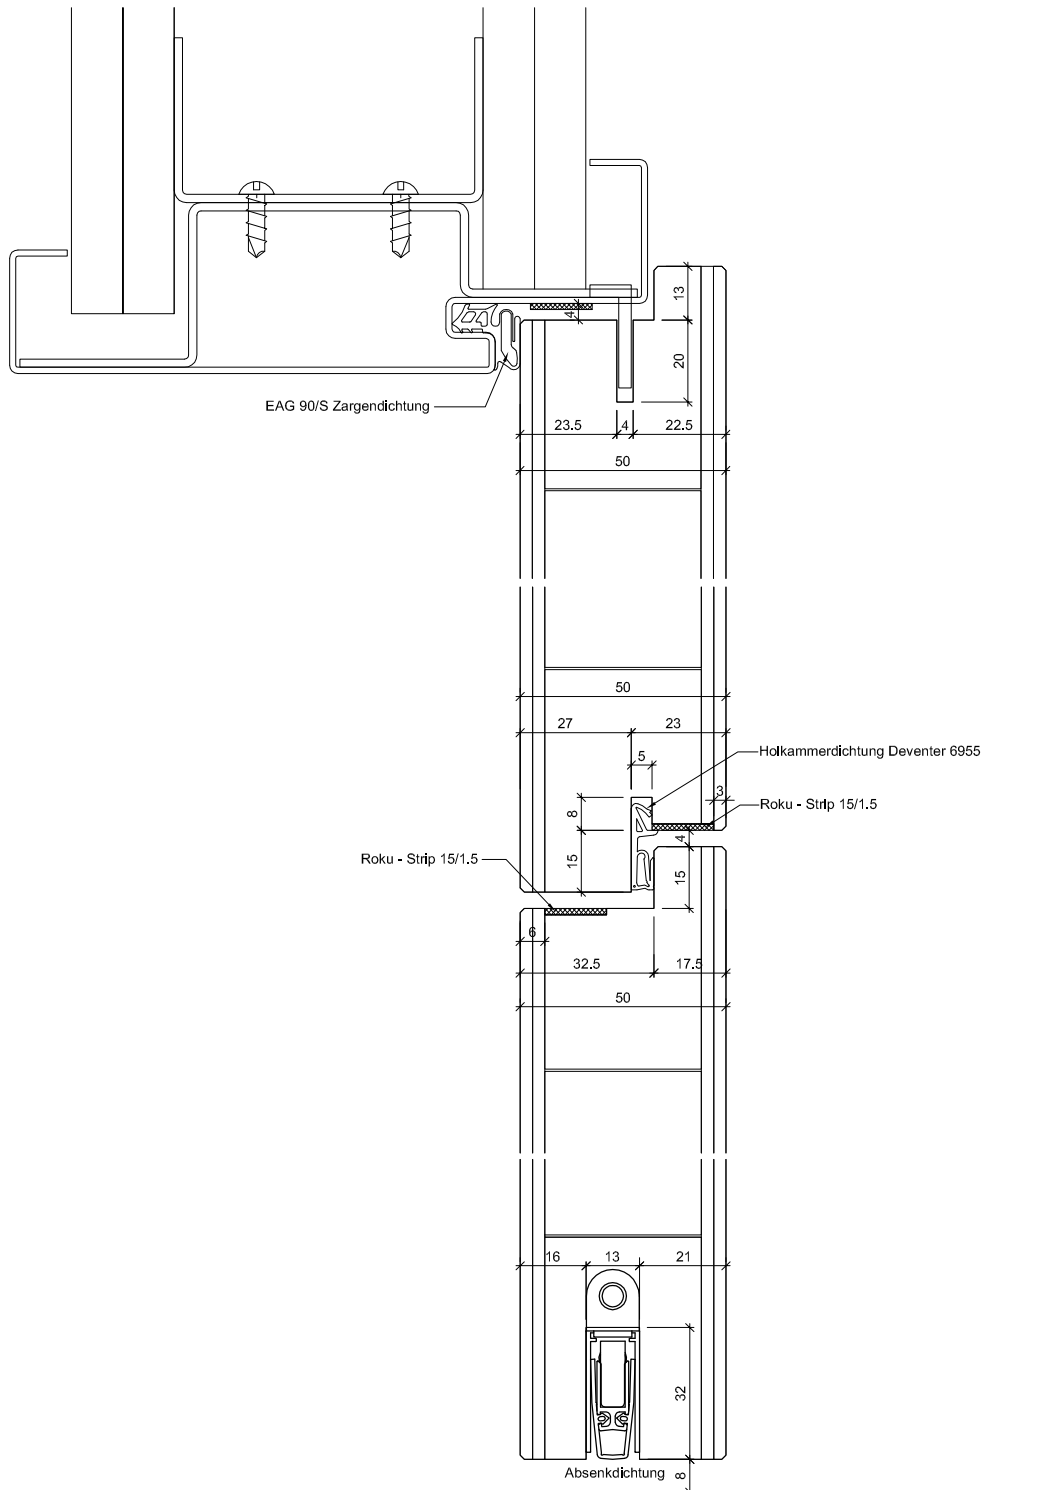 13
4
20
EAG 90/S Zargendichtung
23.5 4 22.5
50
50
27 23
5
Holkammerdichtung Deventer 6955
3
Roku - Strip 15/1.5
8
4
15
Roku - Strip 15/1.5
15
6
32.5 17.5
50
16 13 21
32
Absenkdichtung
8